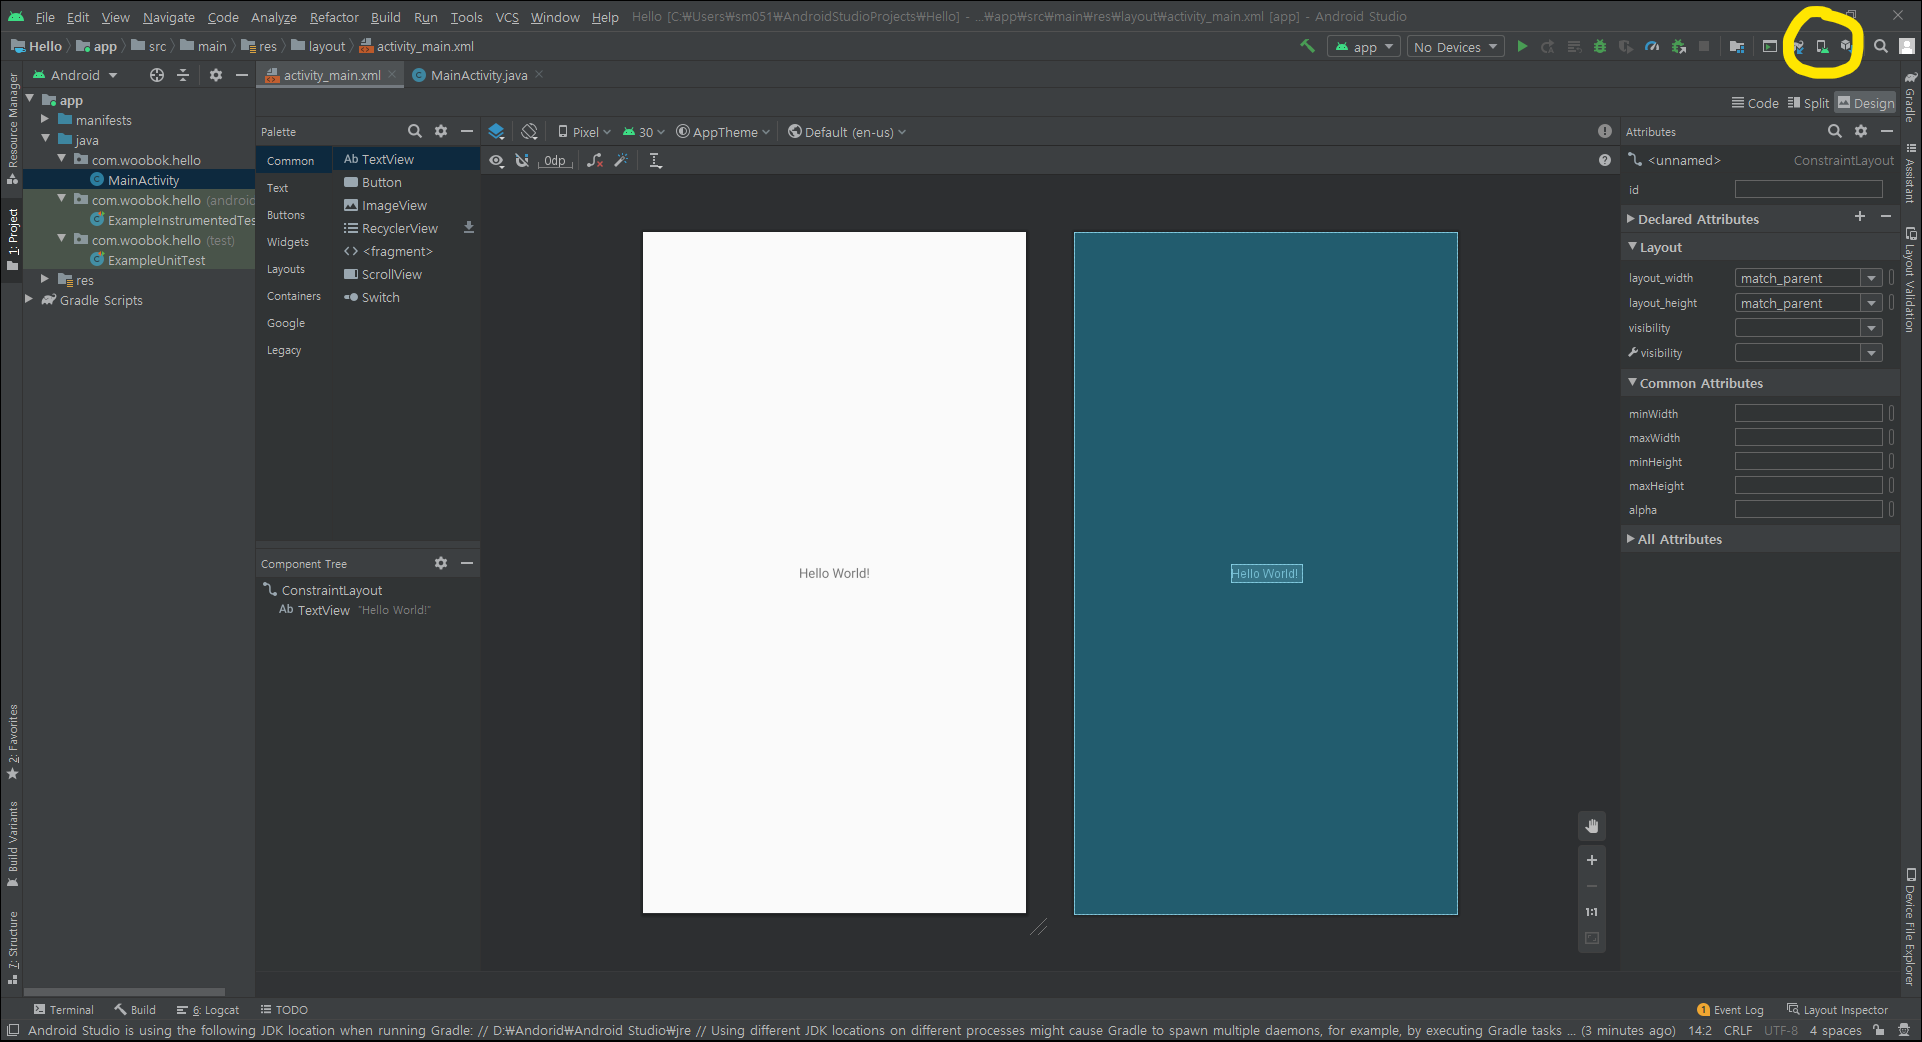 File Edit View Navigate Code Analyze Refactor Build Run Tools VCS Window Help Hello [C:₩Users₩sm051₩AndroidStudioProjects₩Hello] - ...₩app₩src₩main₩res₩layout₩activity_main.xml [app] - Android Studio
Hello app src main res layout activity_main.xml
app No Devices
Android
activity_main.xml MainActivity.java
Code Split Design
Resource Manager
1: Project
2: Favorites
Build Variants
7: Structure
app
manifests
java
com.woobok.hello
MainActivity
com.woobok.hello (android
ExampleInstrumentedTes
com.woobok.hello (test)
ExampleUnitTest
res
Gradle Scripts
Palette
Common
Text
Buttons
Widgets
Layouts
Containers
Google
Legacy
Ab TextView
Button
ImageView
RecyclerView
<fragment>
ScrollView
Switch
Component Tree
ConstraintLayout
Ab TextView "Hello World!"
Pixel 30 AppTheme Default (en-us)
0dp
Hello World!
Hello World!
1:1
Attributes
<unnamed> ConstraintLayout
id
Declared Attributes
Layout
layout_width match_parent
layout_height match_parent
visibility
visibility
Common Attributes
minWidth
maxWidth
minHeight
maxHeight
alpha
All Attributes
Gradle
Assistant
Layout Validation
Device File Explorer
Terminal Build 6: Logcat TODO
1 Event Log Layout Inspector
Android Studio is using the following JDK location when running Gradle: // D:₩Andorid₩Android Studio₩jre // Using different JDK locations on different processes might cause Gradle to spawn multiple daemons, for example, by executing Gradle tasks ... (3 minutes ago) 14:2 CRLF UTF-8 4 spaces